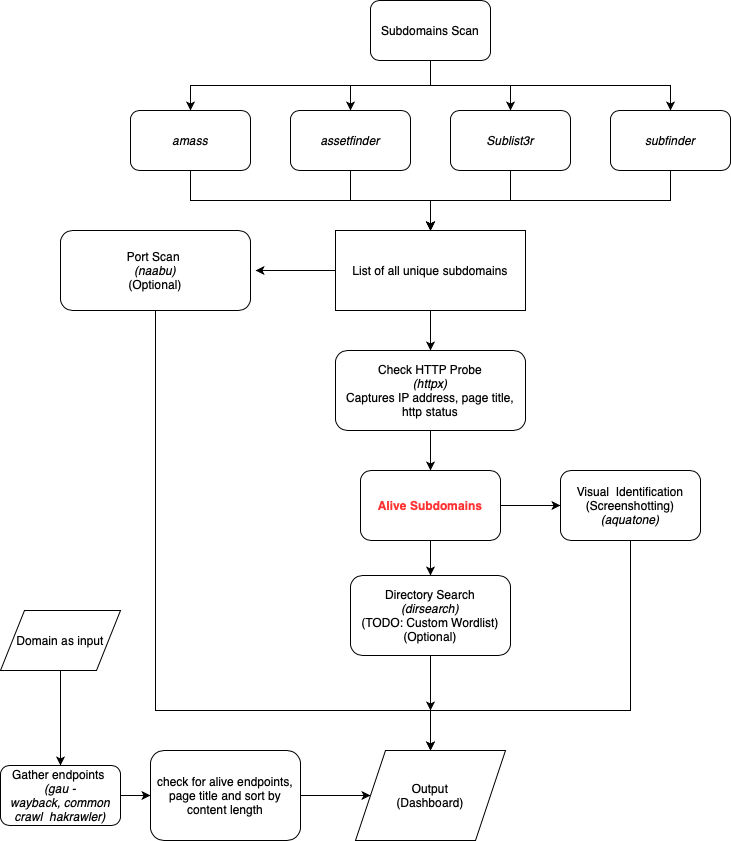 Subdomains Scan
amass
assetfinder
Sublist3r
subfinder
Port Scan
(naabu)
(Optional)
List of all unique subdomains
Check HTTP Probe
(httpx)
Captures IP address, page title,
http status
Alive Subdomains
Visual Identification
(Screenshotting)
(aquatone)
Directory Search
(dirsearch)
(TODO: Custom Wordlist)
(Optional)
Domain as input
Gather endpoints
(gau -
wayback, common
crawl hakrawler)
check for alive endpoints,
page title and sort by
content length
Output
(Dashboard)